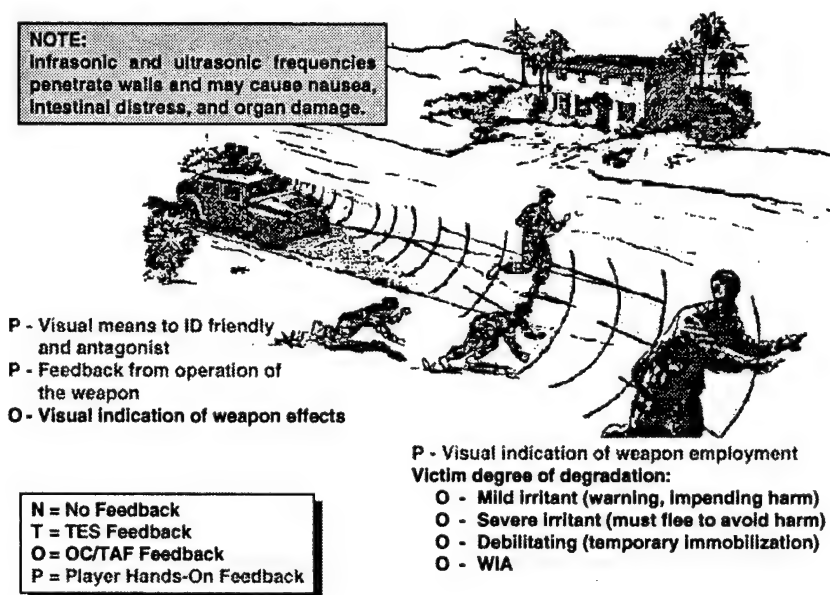 NOTE:
Infrasonic and ultrasonic frequencies
penetrate walls and may cause nausea,
intestinal distress, and organ damage.
P - Visual means to ID friendly
and antagonist
P - Feedback from operation of
the weapon
O - Visual indication of weapon effects
P - Visual indication of weapon employment
Victim degree of degradation:
O - Mild irritant (warning, impending harm)
O - Severe irritant (must flee to avoid harm)
O - Debilitating (temporary immobilization)
O - WIA
N = No Feedback
T = TES Feedback
O = OC/TAF Feedback
P = Player Hands-On Feedback